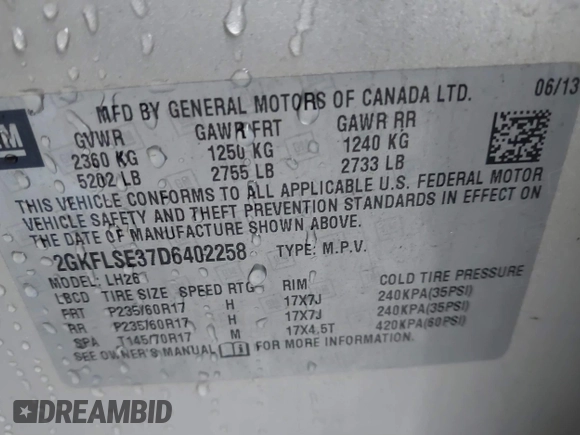 GM
MFD BY GENERAL MOTORS OF CANADA LTD. 06/13
GVWR GAWR FRT GAWR RR
2360 KG 1250 KG 1240 KG
5202 LB 2755 LB 2733 LB
THIS VEHICLE CONFORMS TO ALL APPLICABLE U.S. FEDERAL MOTOR
VEHICLE SAFETY AND THEFT PREVENTION STANDARDS IN EFFECT ON
THE DATE OF MANUFACTURE SHOWN ABOVE.
2GKFLSE37D6402258 TYPE: M.P.V.
MODEL: LH26
LBCD TIRE SIZE SPEED RTG RIM COLD TIRE PRESSURE
FRT P235/60R17 H 17X7J 240KPA(35PSI)
RR P235/60R17 H 17X7J 240KPA(35PSI)
SPA T145/70R17 M 17X4.5T 420KPA(60PSI)
SEE OWNER'S MANUAL FOR MORE INFORMATION.
DREAMBID